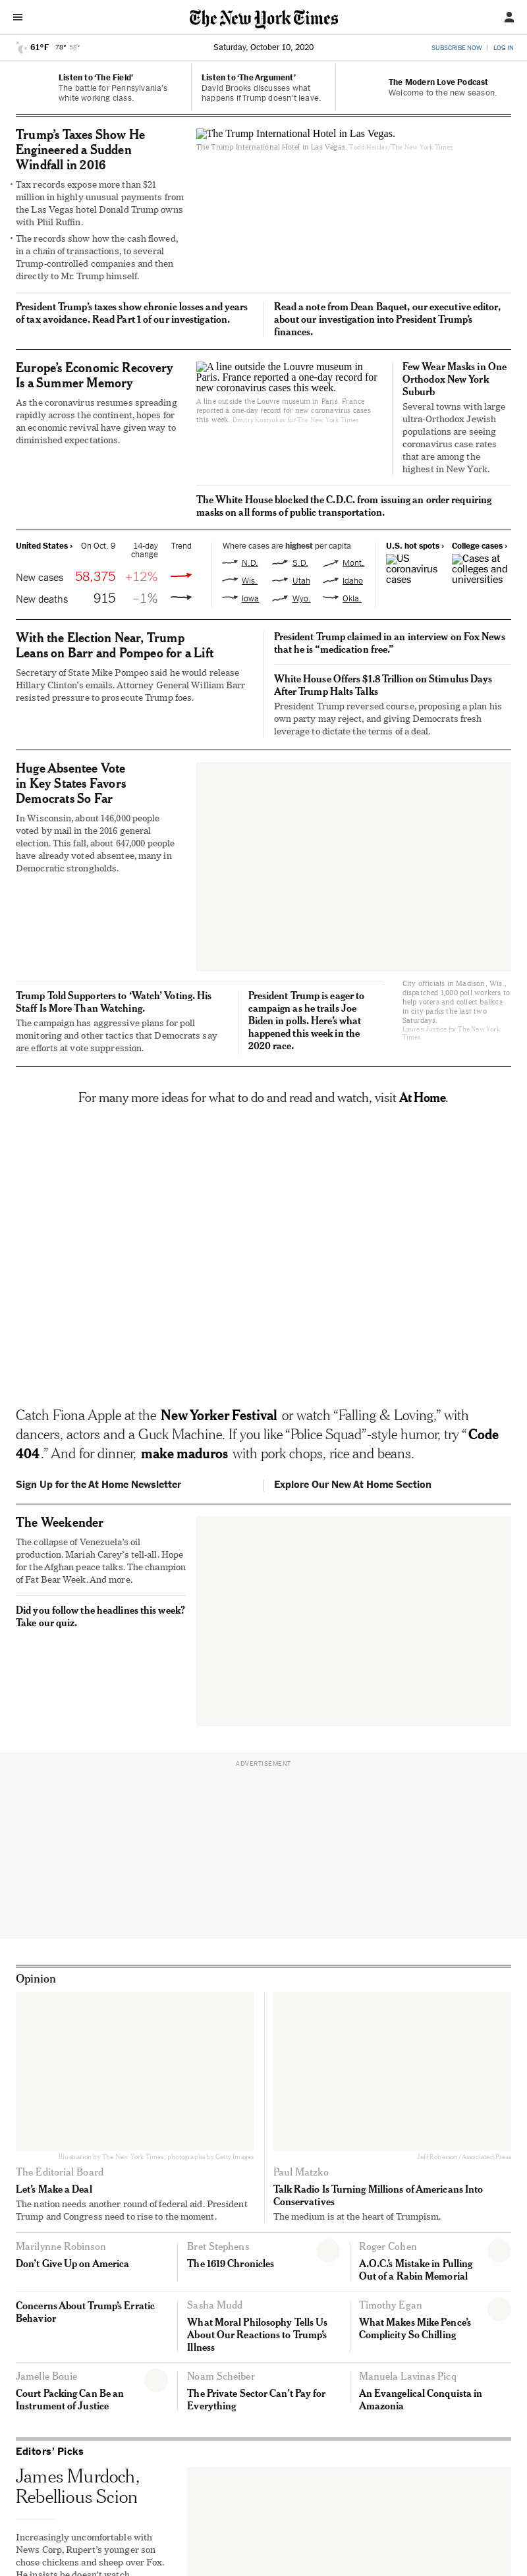 The New York Times
61°F 78° 58°
Saturday, October 10, 2020
SUBSCRIBE NOW
LOG IN
Listen to ‘The Field’
The battle for Pennsylvania’s
white working class.
Listen to ‘The Argument’
David Brooks discusses what
happens if Trump doesn’t leave.
The Modern Love Podcast
Welcome to the new season.
Trump’s Taxes Show He
Engineered a Sudden
Windfall in 2016
• Tax records expose more than $21
million in highly unusual payments from
the Las Vegas hotel Donald Trump owns
with Phil Ruffin.
• The records show how the cash flowed,
in a chain of transactions, to several
Trump-controlled companies and then
directly to Mr. Trump himself.
The Trump International Hotel in Las Vegas.
The Trump International Hotel in Las Vegas. Todd Heisler/The New York Times
President Trump’s taxes show chronic losses and years
of tax avoidance. Read Part 1 of our investigation.
Read a note from Dean Baquet, our executive editor,
about our investigation into President Trump’s
finances.
Europe’s Economic Recovery
Is a Summer Memory
As the coronavirus resumes spreading
rapidly across the continent, hopes for
an economic revival have given way to
diminished expectations.
A line outside the Louvre museum in
Paris. France reported a one-day record for
new coronavirus cases this week.
A line outside the Louvre museum in Paris. France
reported a one-day record for new coronavirus cases
this week. Dmitry Kostyukov for The New York Times
Few Wear Masks in One
Orthodox New York
Suburb
Several towns with large
ultra-Orthodox Jewish
populations are seeing
coronavirus case rates
that are among the
highest in New York.
The White House blocked the C.D.C. from issuing an order requiring
masks on all forms of public transportation.
United States › On Oct. 9 14-day
change Trend
New cases 58,375 +12%
New deaths 915 –1%
Where cases are highest per capita
N.D. S.D. Mont.
Wis. Utah Idaho
Iowa Wyo. Okla.
U.S. hot spots ›
US
coronavirus
cases
College cases ›
Cases at
colleges and
universities
With the Election Near, Trump
Leans on Barr and Pompeo for a Lift
Secretary of State Mike Pompeo said he would release
Hillary Clinton’s emails. Attorney General William Barr
resisted pressure to prosecute Trump foes.
President Trump claimed in an interview on Fox News
that he is “medication free.”
White House Offers $1.8 Trillion on Stimulus Days
After Trump Halts Talks
President Trump reversed course, proposing a plan his
own party may reject, and giving Democrats fresh
leverage to dictate the terms of a deal.
Huge Absentee Vote
in Key States Favors
Democrats So Far
In Wisconsin, about 146,000 people
voted by mail in the 2016 general
election. This fall, about 647,000 people
have already voted absentee, many in
Democratic strongholds.
City officials in Madison, Wis.,
dispatched 1,000 poll workers to
help voters and collect ballots
in city parks the last two
Saturdays.
Lauren Justice for The New York
Times
Trump Told Supporters to ‘Watch’ Voting. His
Staff Is More Than Watching.
The campaign has aggressive plans for poll
monitoring and other tactics that Democrats say
are efforts at vote suppression.
President Trump is eager to
campaign as he trails Joe
Biden in polls. Here’s what
happened this week in the
2020 race.
For many more ideas for what to do and read and watch, visit At Home.
Catch Fiona Apple at the New Yorker Festival or watch “Falling & Loving,” with
dancers, actors and a Guck Machine. If you like “Police Squad”-style humor, try “Code
404.” And for dinner, make maduros with pork chops, rice and beans.
Sign Up for the At Home Newsletter
Explore Our New At Home Section
The Weekender
The collapse of Venezuela’s oil
production. Mariah Carey’s tell-all. Hope
for the Afghan peace talks. The champion
of Fat Bear Week. And more.
Did you follow the headlines this week?
Take our quiz.
ADVERTISEMENT
Opinion
Illustration by The New York Times; photographs by Getty Images
The Editorial Board
Let’s Make a Deal
The nation needs another round of federal aid. President
Trump and Congress need to rise to the moment.
Jeff Roberson/Associated Press
Paul Matzko
Talk Radio Is Turning Millions of Americans Into
Conservatives
The medium is at the heart of Trumpism.
Marilynne Robinson
Don’t Give Up on America
Bret Stephens
The 1619 Chronicles
Roger Cohen
A.O.C.’s Mistake in Pulling
Out of a Rabin Memorial
Concerns About Trump’s Erratic
Behavior
Sasha Mudd
What Moral Philosophy Tells Us
About Our Reactions to Trump’s
Illness
Timothy Egan
What Makes Mike Pence’s
Complicity So Chilling
Jamelle Bouie
Court Packing Can Be an
Instrument of Justice
Noam Scheiber
The Private Sector Can’t Pay for
Everything
Manuela Lavinas Picq
An Evangelical Conquista in
Amazonia
Editors’ Picks
James Murdoch,
Rebellious Scion
Increasingly uncomfortable with
News Corp, Rupert’s younger son
chose chickens and sheep over Fox.
He insists he doesn’t watch